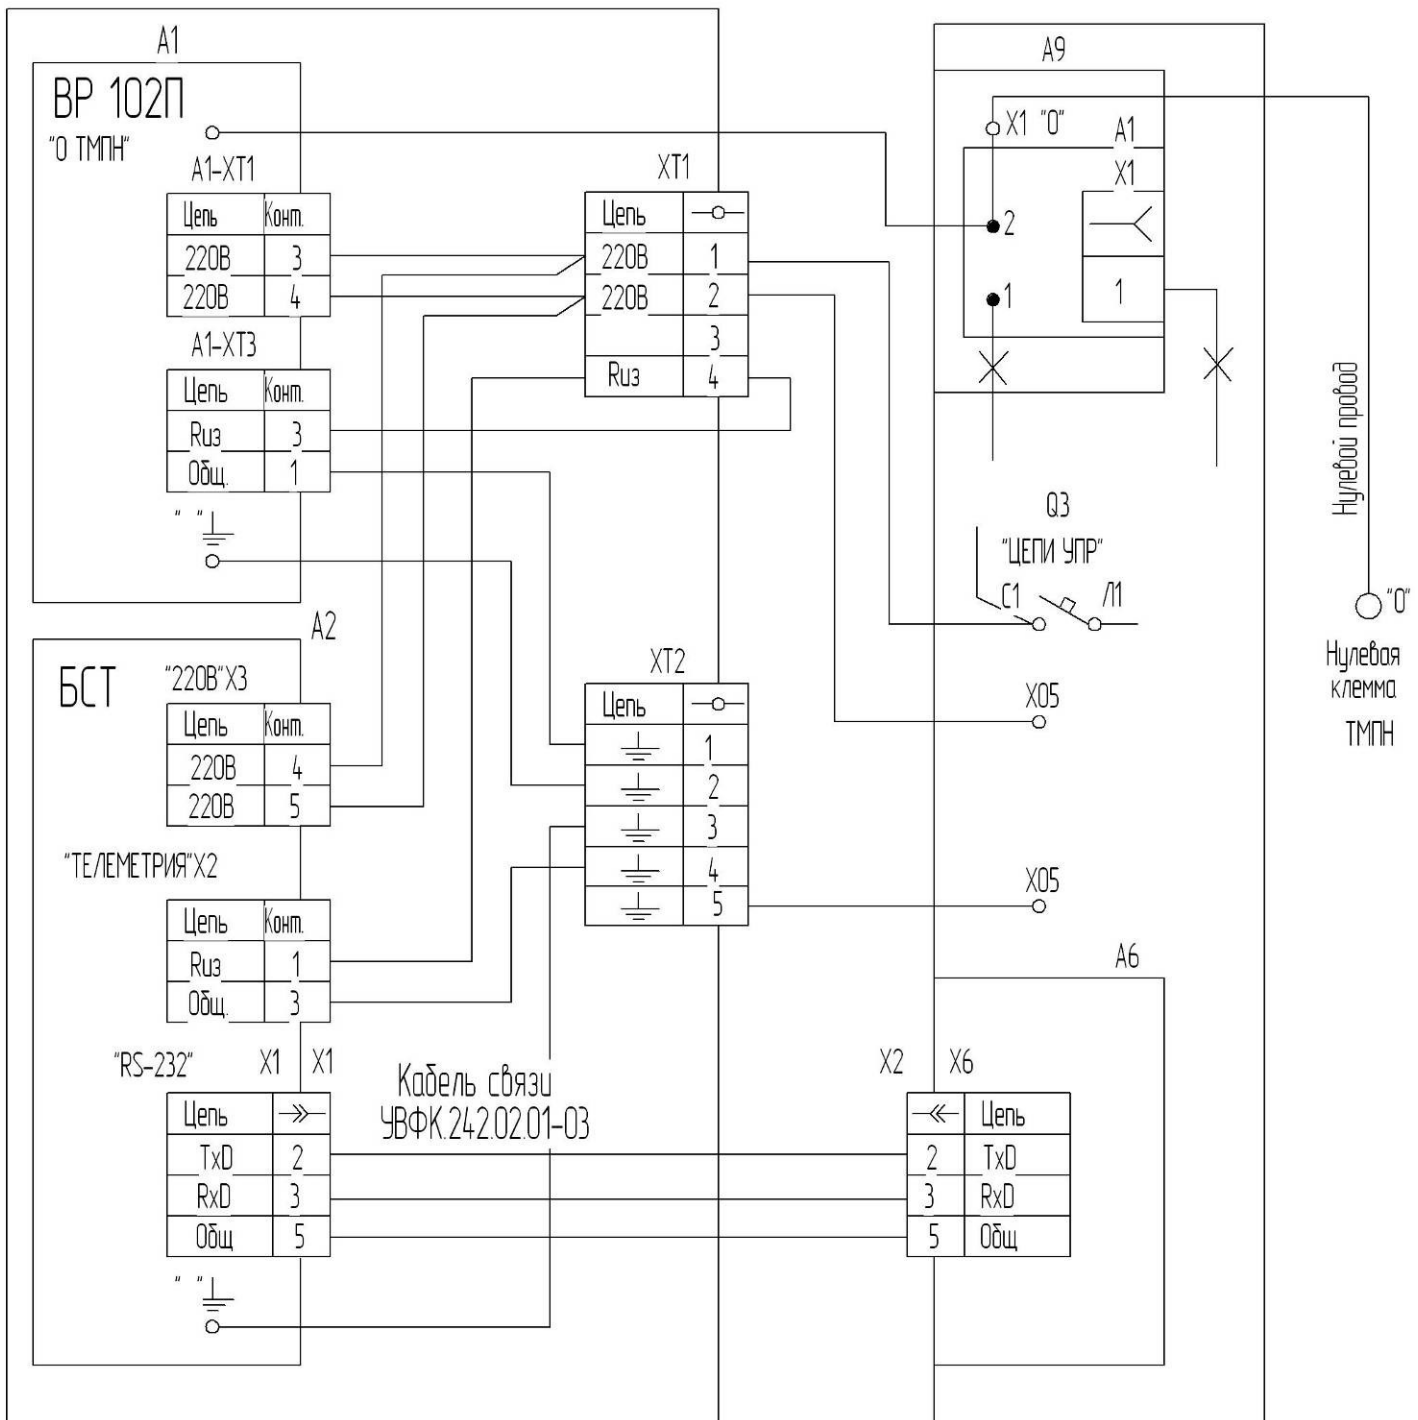 A1
ВР 102П
"0 ТМПН"
A1-XT1
Цепь Конт.
220В 3
220В 4
A1-XT3
Цепь Конт.
Rиз 3
Общ. 1
" "
A2
БСТ
"220В"X3
Цепь Конт.
220В 4
220В 5
"ТЕЛЕМЕТРИЯ"X2
Цепь Конт.
Rиз 1
Общ. 3
"RS-232" X1 X1
Цепь
TxD 2
RxD 3
Общ 5
" "
XT1
Цепь
220В 1
220В 2
3
Rиз 4
XT2
Цепь
1
2
3
4
5
Кабель связи
УВФК.242.02.01-03
A9
X1 "0"
A1
X1
2
1
1
Q3
"ЦЕПИ УПР"
C1 Л1
X05
X05
A6
X2 X6
Цепь
2 TxD
3 RxD
5 Общ
Нулевой провод
"0"
Нулевая
клемма
ТМПН